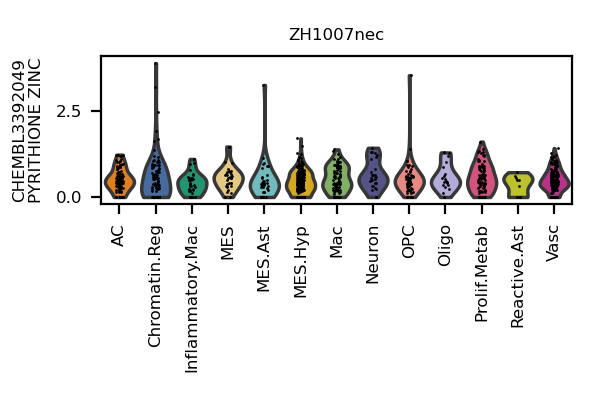 ZH1007nec
CHEMBL3392049
PYRITHIONE ZINC
2.5
0.0
AC
Chromatin.Reg
Inflammatory.Mac
MES
MES.Ast
MES.Hyp
Mac
Neuron
OPC
Oligo
Prolif.Metab
Reactive.Ast
Vasc